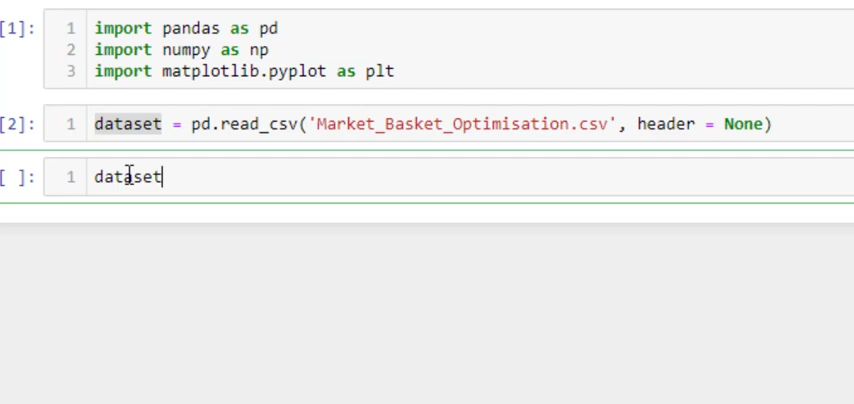 [1]: 1 import pandas as pd
2 import numpy as np
3 import matplotlib.pyplot as plt
[2]: 1 dataset = pd.read_csv('Market_Basket_Optimisation.csv', header = None)
[ ]: 1 dataset